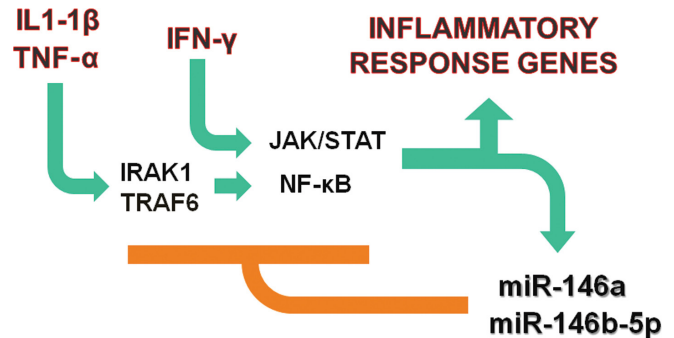 IL1-1β
TNF-α
IFN-γ
INFLAMMATORY
RESPONSE GENES
JAK/STAT
IRAK1
TRAF6
NF-κB
miR-146a
miR-146b-5p